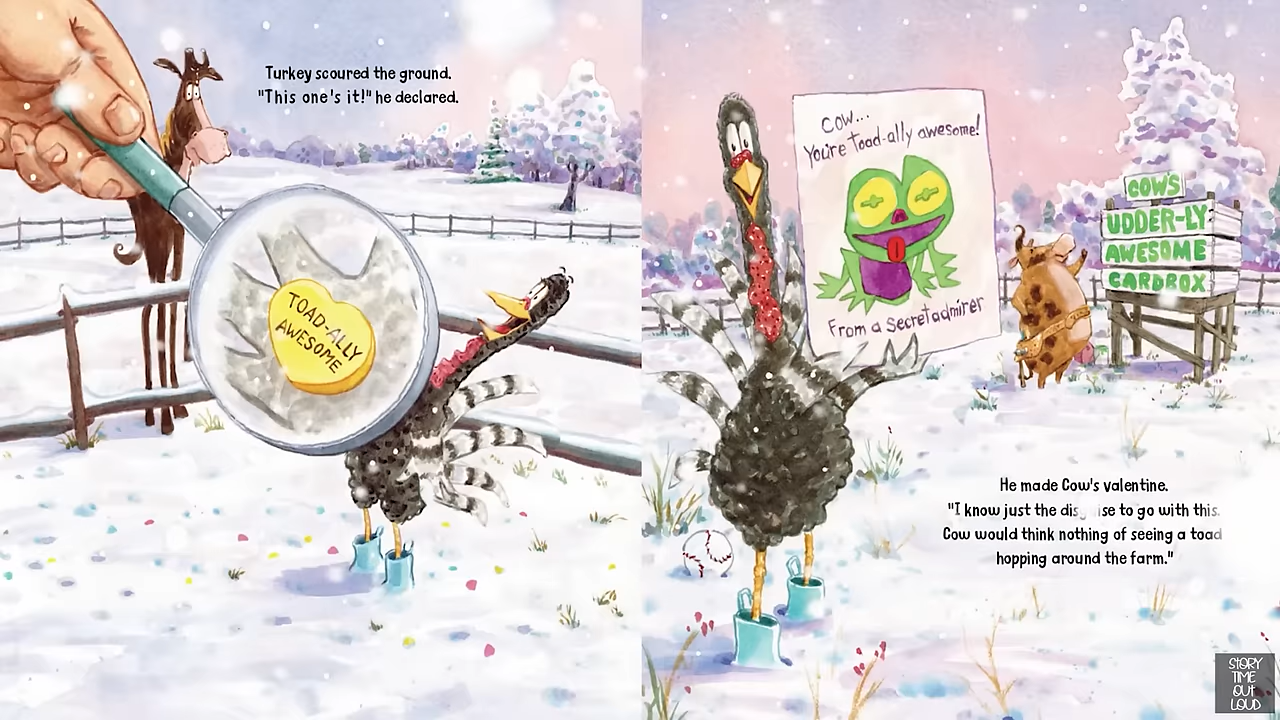 Turkey scoured the ground.
"This one's it!" he declared.
TOAD-ALLY
AWESOME
COW...
You're Toad-ally awesome!
From a Secret admirer
COW'S
UDDER-LY
AWESOME
CARDBOX
He made Cow's valentine.
"I know just the to go with this.
Cow would think nothing of seeing a toad
hopping around the farm."
STORY
TIME
OUT
LOUD